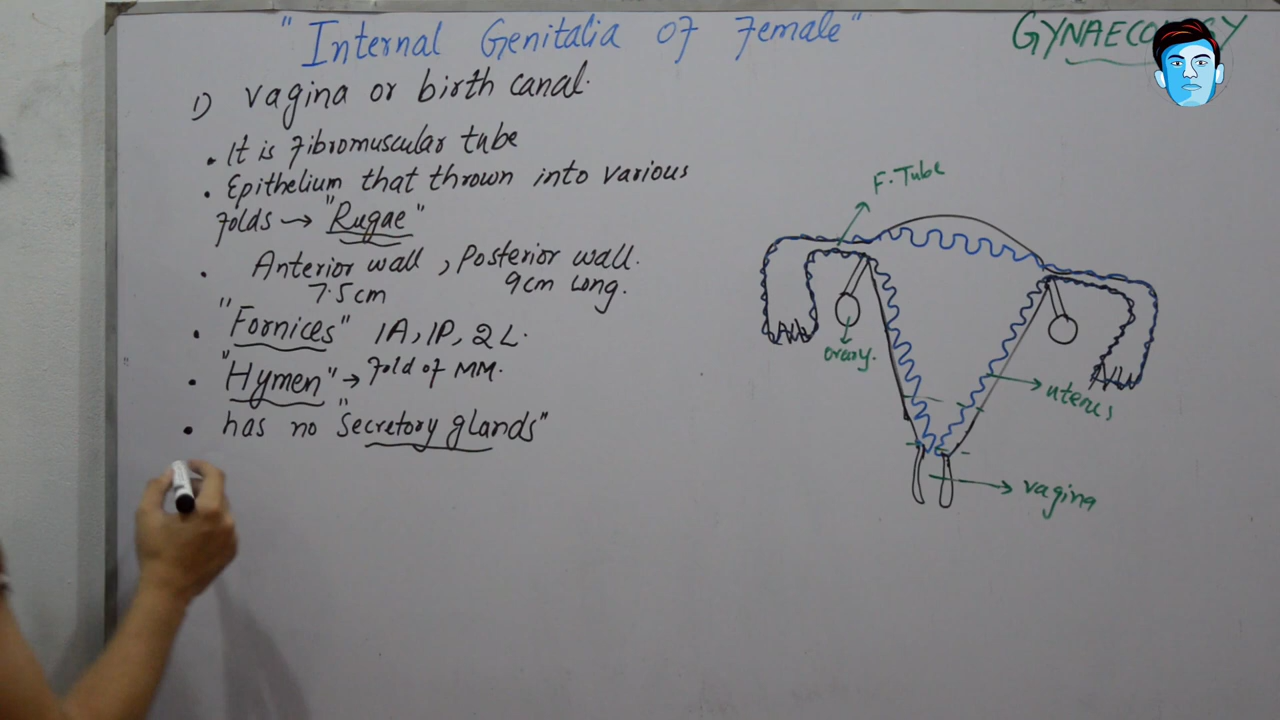 "Internal Genitalia of Female"
GYNAECOLOGY
1) Vagina or birth canal.
• It is Fibromuscular tube
• Epithelium that thrown into various
Folds → "Rugae"
• Anterior wall, Posterior wall.
7.5cm 9cm Long.
• "Fornices" 1A, 1P, 2L.
• "Hymen" → Fold of MM.
• has no "Secretory glands"
F. Tube
ovary.
uterus
vagina